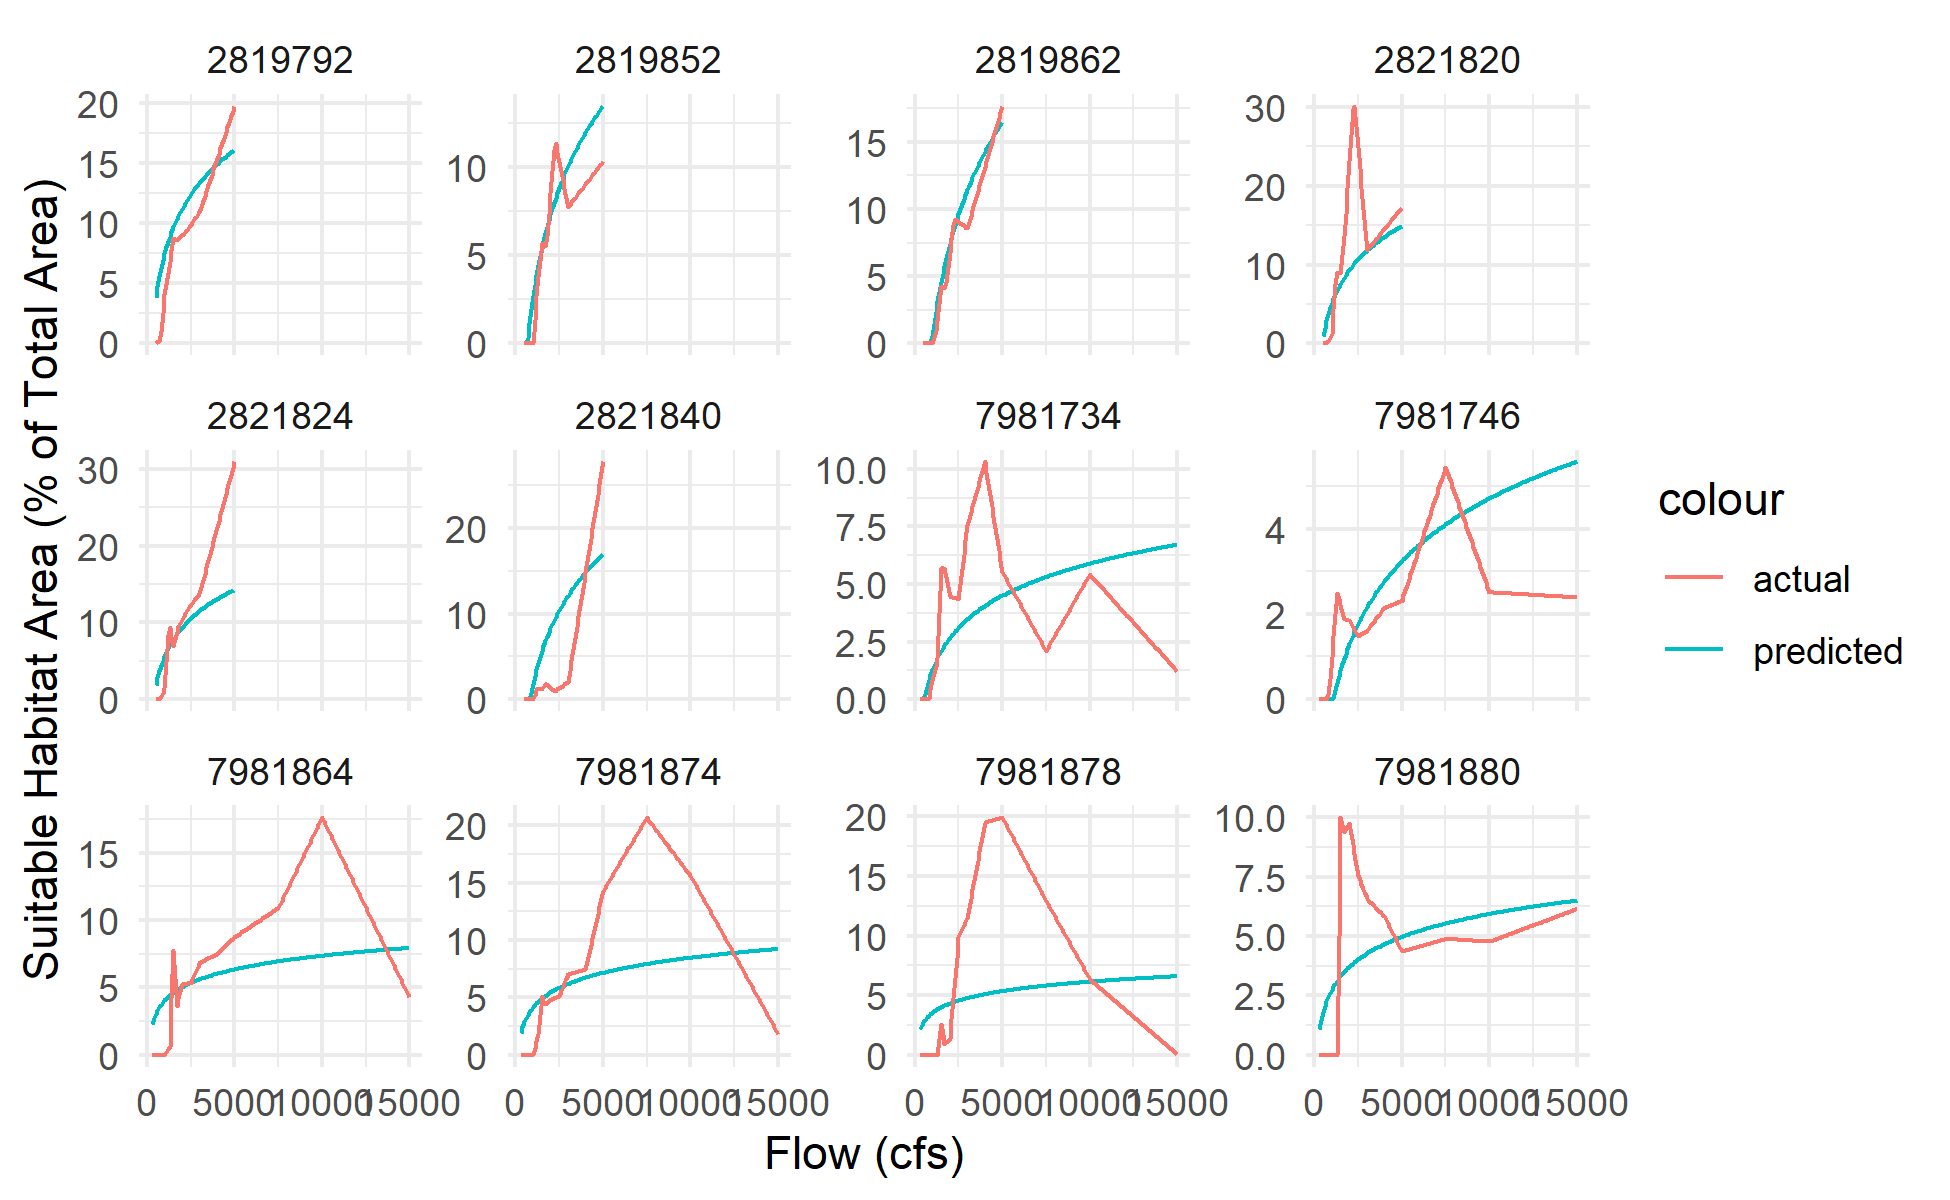 2819792 2819852 2819862 2821820
20 15 10 5 0
10 5 0
15 10 5 0
30 20 10 0
2821824 2821840 7981734 7981746
30 20 10 0
20 10 0
10.0 7.5 5.0 2.5 0.0
4 2 0
7981864 7981874 7981878 7981880
15 10 5 0
20 15 10 5 0
20 15 10 5 0
10.0 7.5 5.0 2.5 0.0
0 5000 10000 15000
0 5000 10000 15000
0 5000 10000 15000
0 5000 10000 15000
Flow (cfs)
Suitable Habitat Area (% of Total Area)
colour
actual
predicted